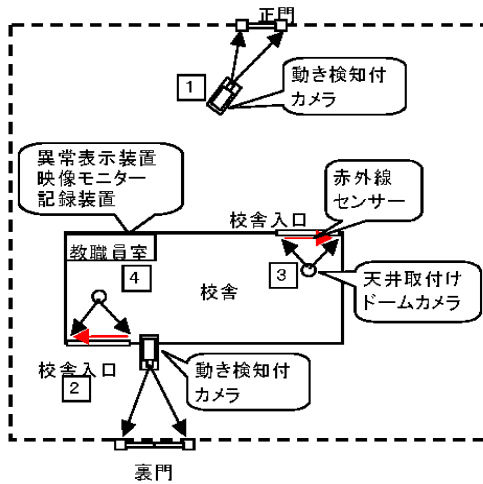 正門
1
動き検知付
カメラ
異常表示装置
映像モニター
記録装置
赤外線
センサー
校舎入口
教職員室
4
3
校舎
天井取付け
ドームカメラ
校舎入口
2
動き検知付
カメラ
裏門